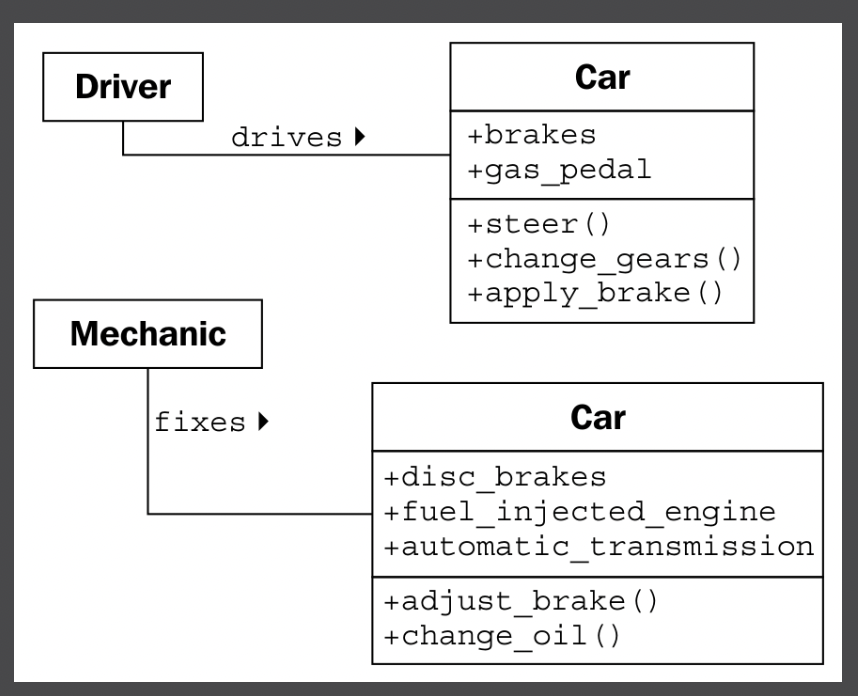 Driver
drives
Car
+brakes
+gas_pedal
+steer()
+change_gears()
+apply_brake()
Mechanic
fixes
Car
+disc_brakes
+fuel_injected_engine
+automatic_transmission
+adjust_brake()
+change_oil()